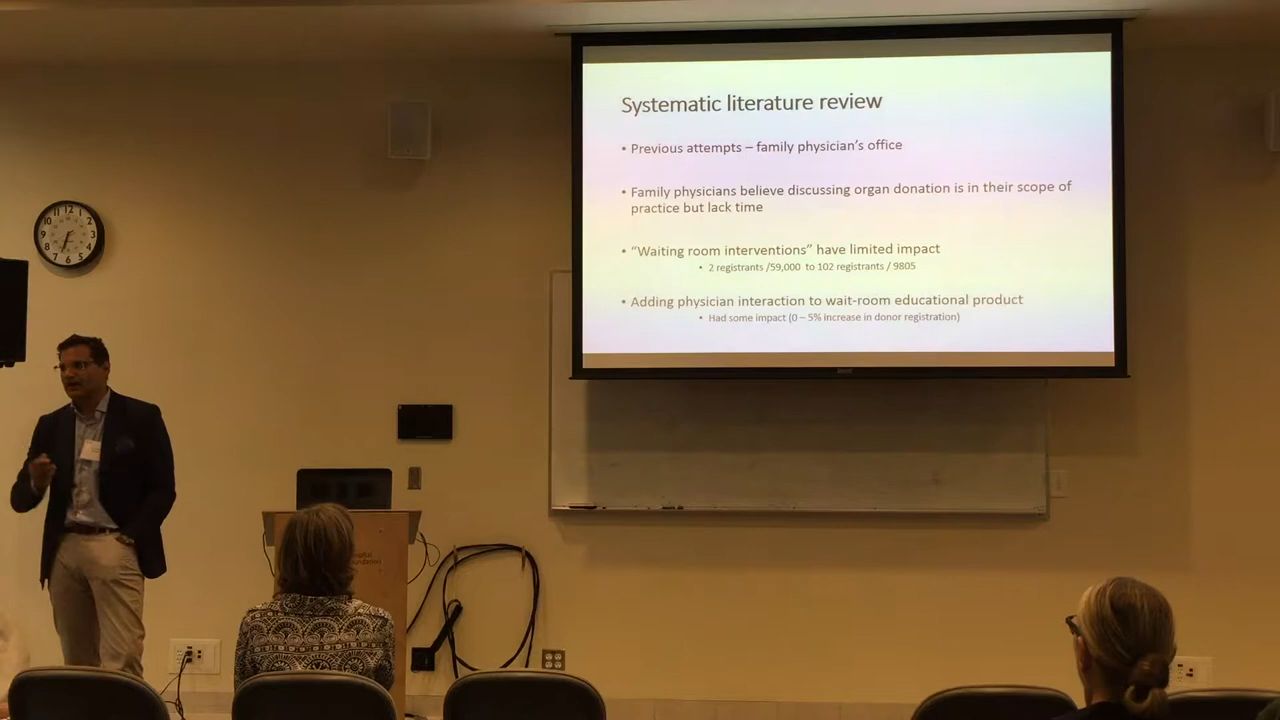 Systematic literature review
• Previous attempts – family physician's office
• Family physicians believe discussing organ donation is in their scope of
practice but lack time
• “Waiting room interventions” have limited impact
• 2 registrants /59,000 to 102 registrants / 9805
• Adding physician interaction to wait-room educational product
• Had some impact (0 – 5% increase in donor registration)